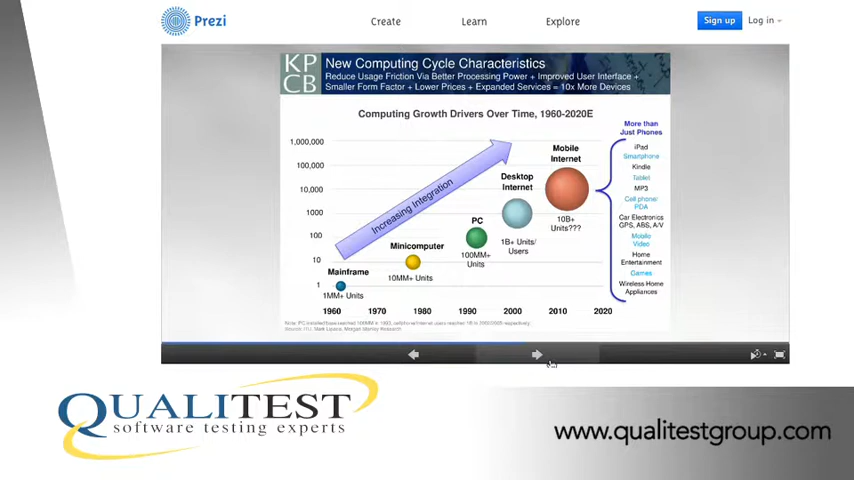 Prezi
Create
Learn
Explore
Sign up
Log in
KP
CB
New Computing Cycle Characteristics
Reduce Usage Friction Via Better Processing Power + Improved User Interface +
Smaller Form Factor + Lower Prices + Expanded Services = 10x More Devices
Computing Growth Drivers Over Time, 1960-2020E
1,000,000
100,000
10,000
1000
100
10
1
Increasing Integration
Mainframe
1MM+ Units
Minicomputer
10MM+ Units
PC
100MM+
Units
Desktop
Internet
1B+ Units/
Users
Mobile
Internet
10B+
Units???
1960
1970
1980
1990
2000
2010
2020
More than
Just Phones
iPad
Smartphone
Kindle
Tablet
MP3
Cell phone/
PDA
Car Electronics
GPS, ABS, A/V
Mobile
Video
Home
Entertainment
Games
Wireless Home
Appliances
QUALITEST
software testing experts
www.qualitestgroup.com